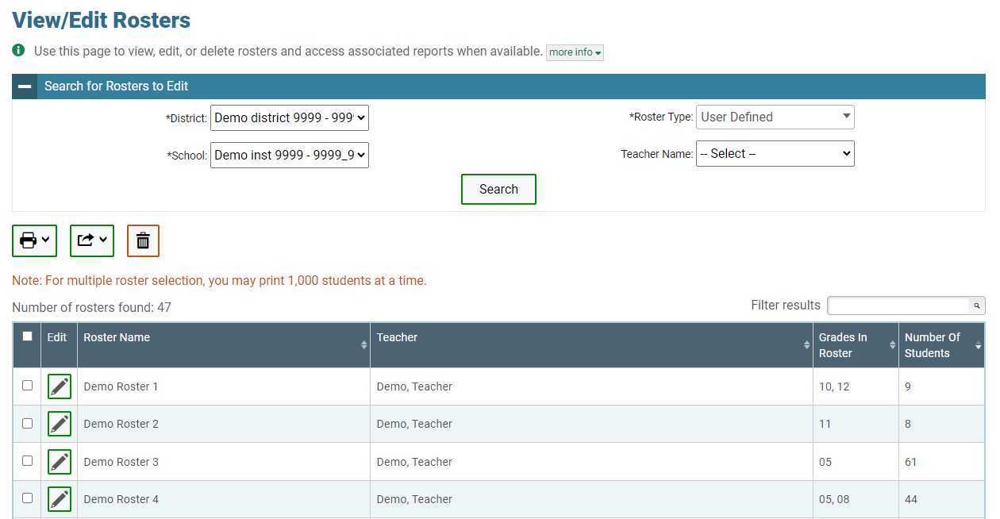 View/Edit Rosters
Use this page to view, edit, or delete rosters and access associated reports when available. more info
Search for Rosters to Edit
*District: Demo district 9999 - 999 *Roster Type: User Defined
*School: Demo inst 9999 - 9999_9 Teacher Name: -- Select --
Search
Note: For multiple roster selection, you may print 1,000 students at a time.
Number of rosters found: 47 Filter results
Edit Roster Name Teacher Grades In Roster Number Of Students
Demo Roster 1 Demo, Teacher 10, 12 9
Demo Roster 2 Demo, Teacher 11 8
Demo Roster 3 Demo, Teacher 05 61
Demo Roster 4 Demo, Teacher 05, 08 44